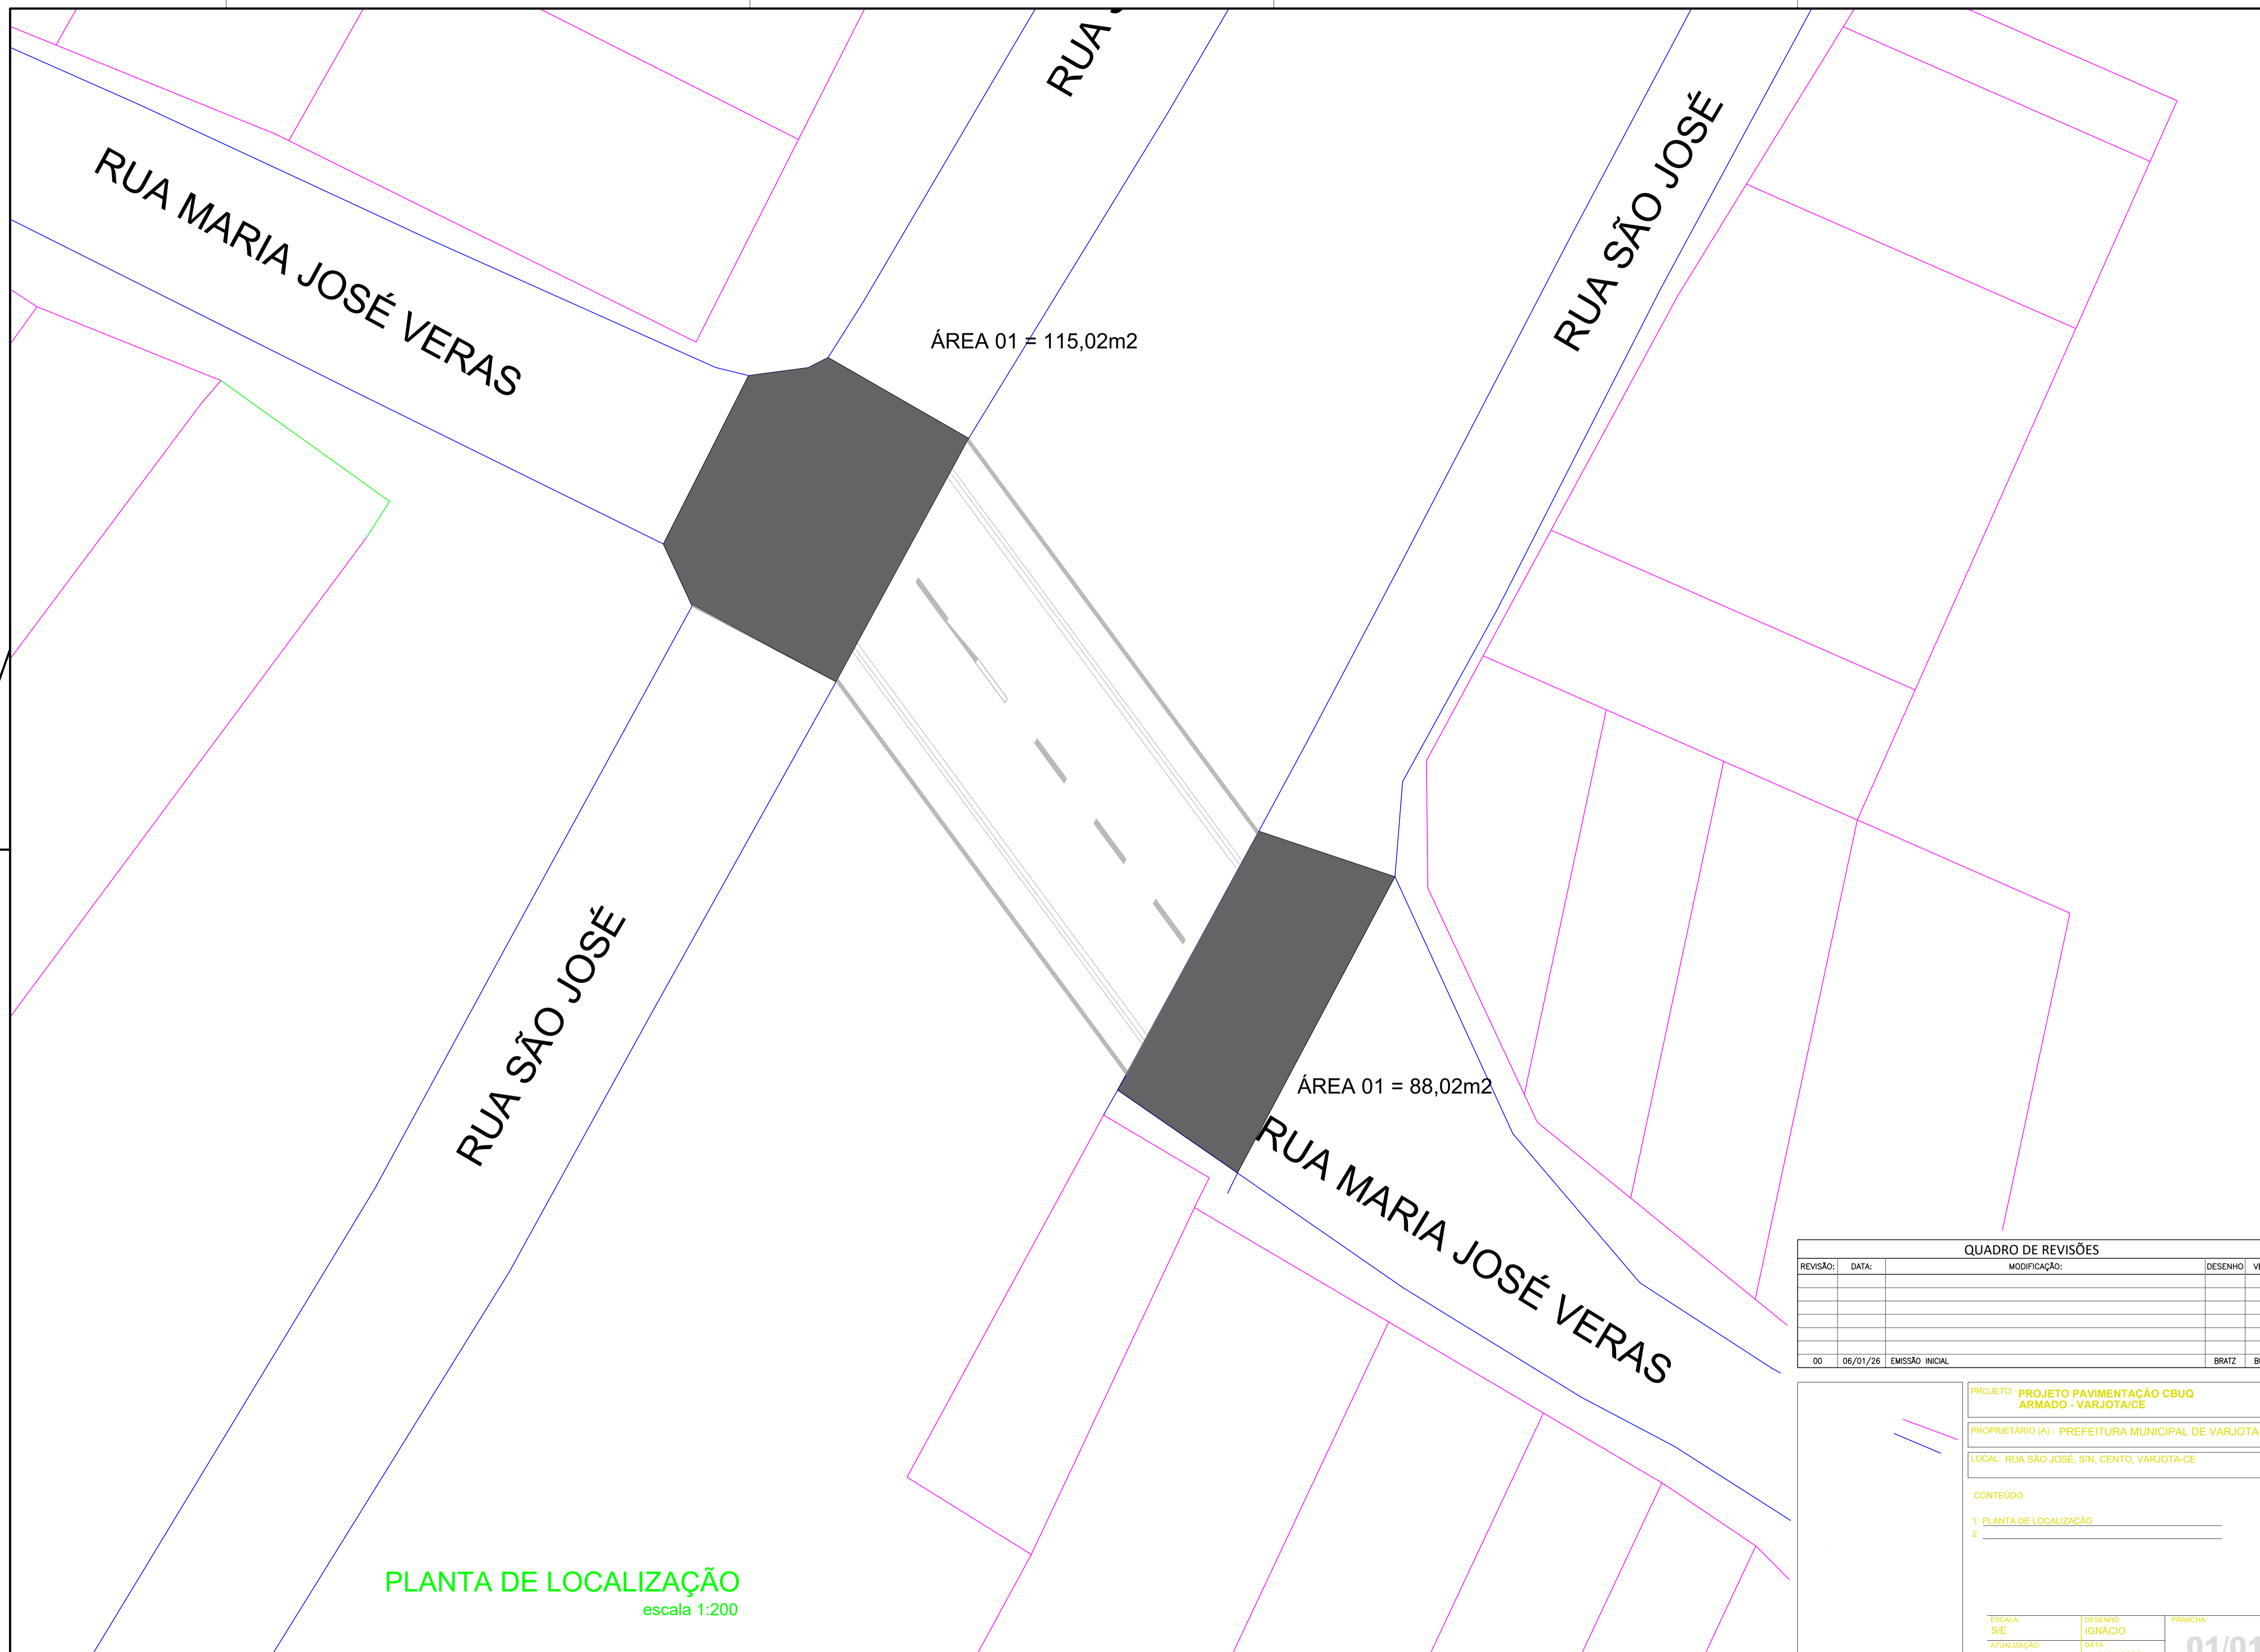 RUA
RUA SÃO JOSÉ
RUA MARIA JOSÉ VERAS
ÁREA 01 = 115,02m2
RUA SÃO JOSÉ
ÁREA 01 = 88,02m2
RUA MARIA JOSÉ VERAS
PLANTA DE LOCALIZAÇÃO
escala 1:200
QUADRO DE REVISÕES
REVISÃO: DATA: MODIFICAÇÃO: DESENHO
00 06/01/26 EMISSÃO INICIAL BRATZ
PROJETO: PROJETO PAVIMENTAÇÃO CBUQ
ARMADO - VARJOTA/CE
PROPRIETÁRIO (A) : PREFEITURA MUNICIPAL DE VARJOTA
LOCAL: RUA SÃO JOSÉ, S/N, CENTO, VARJOTA-CE
CONTEÚDO:
1 PLANTA DE LOCALIZAÇÃO
2
ESCALA: DESENHO: PRANCHA:
S/E IGNÁCIO
ATUALIZAÇÃO: DATA:
01/01